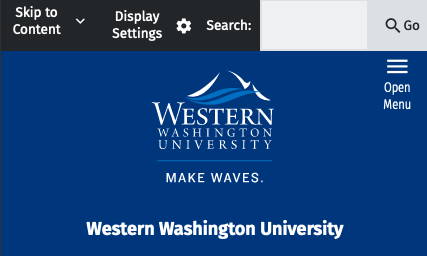 Skip to
Content
Display
Settings
Search:
Go
Open
Menu
WESTERN
WASHINGTON
UNIVERSITY
MAKE WAVES.
Western Washington University